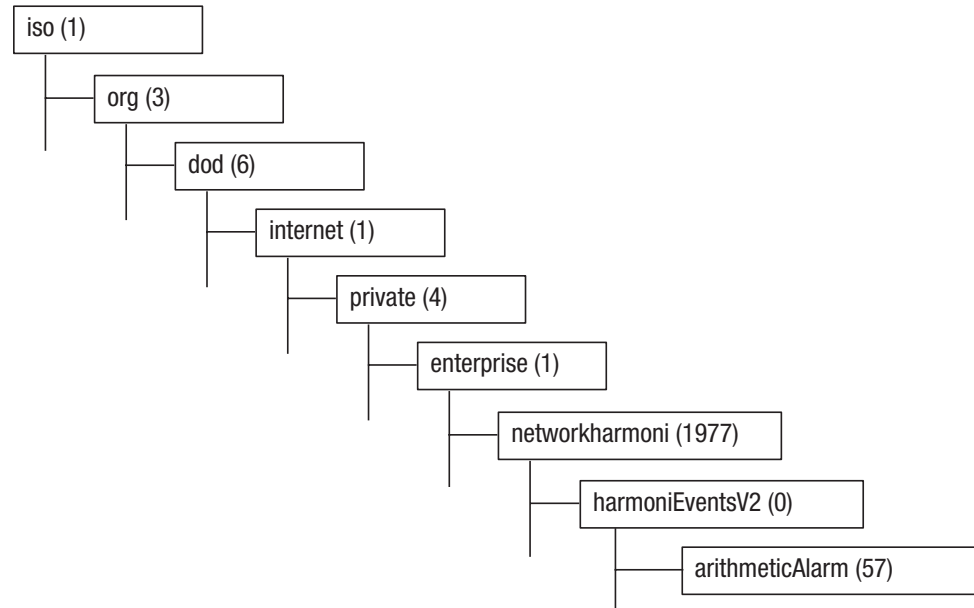 iso (1)
org (3)
dod (6)
internet (1)
private (4)
enterprise (1)
networkharmoni (1977)
harmoniEventsV2 (0)
arithmeticAlarm (57)